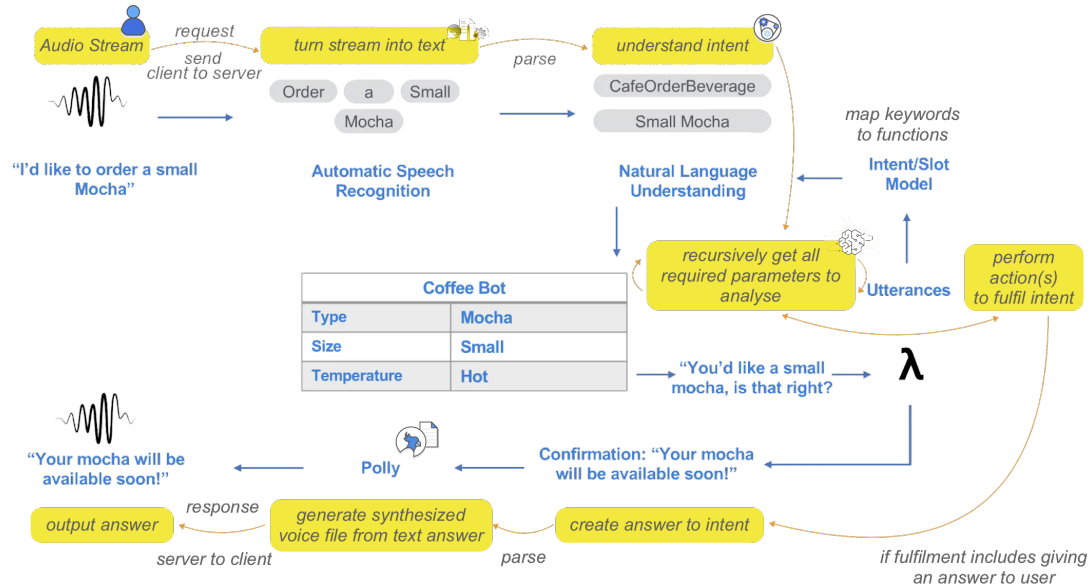 Audio Stream
request
send
client to server
turn stream into text
parse
understand intent
Order
a
Small
Mocha
CafeOrderBeverage
Small Mocha
map keywords
to functions
“I’d like to order a small
Mocha”
Automatic Speech
Recognition
Natural Language
Understanding
Intent/Slot
Model
recursively get all
required parameters to
analyse
Utterances
perform
action(s)
to fulfil intent
Coffee Bot
Type
Mocha
Size
Small
Temperature
Hot
“You’d like a small
mocha, is that right?
λ
“Your mocha will be
available soon!”
Polly
Confirmation: “Your mocha
will be available soon!”
output answer
response
server to client
generate synthesized
voice file from text answer
parse
create answer to intent
if fulfilment includes giving
an answer to user